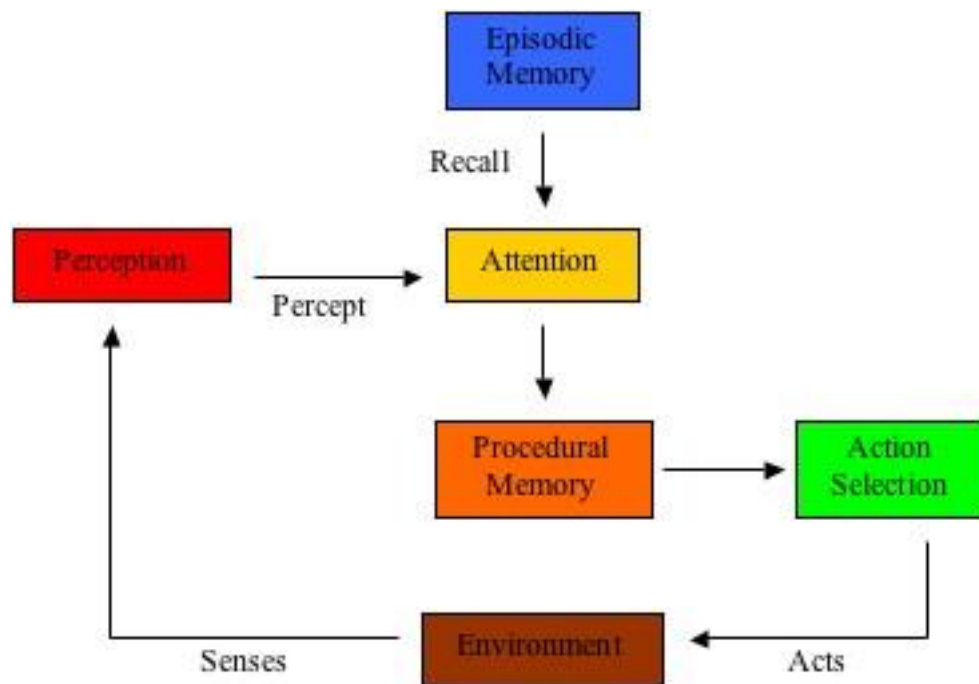 Episodic
Memory
Recall
Perception
Attention
Percept
Procedural
Memory
Action
Selection
Environment
Senses
Acts